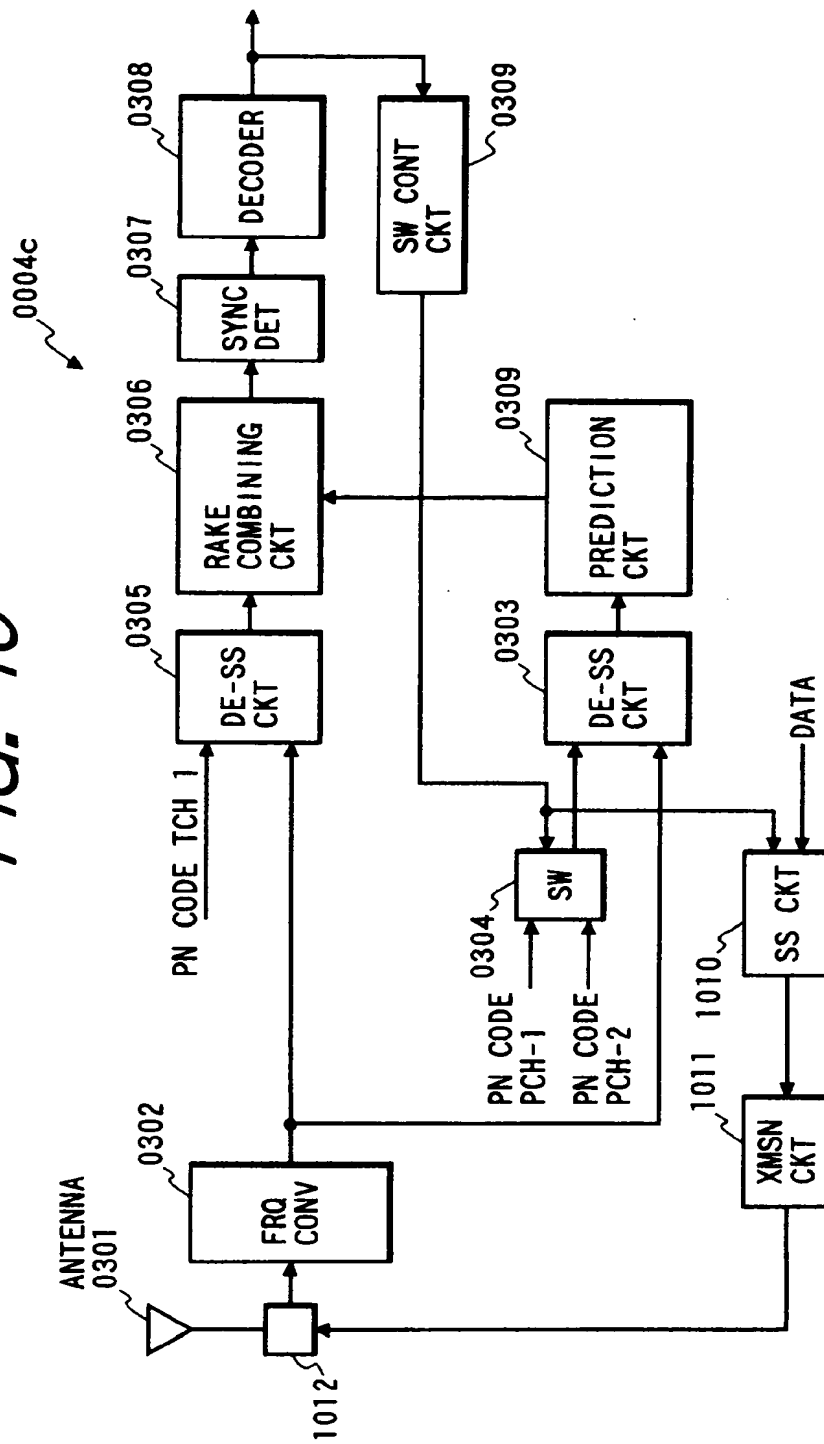 FIG. 10
0004c
ANTENNA
0301
1012
0302
FRQ
CONV
PN CODE TCH 1
0305
DE-SS
CKT
0306
RAKE
COMBINING
CKT
0307
SYNC
DET
0308
DECODER
0309
SW CONT
CKT
0309
PREDICTION
CKT
0303
DE-SS
CKT
0304
SW
PN CODE
PCH-1
PN CODE
PCH-2
1011
XMSN
CKT
1010
SS CKT
DATA